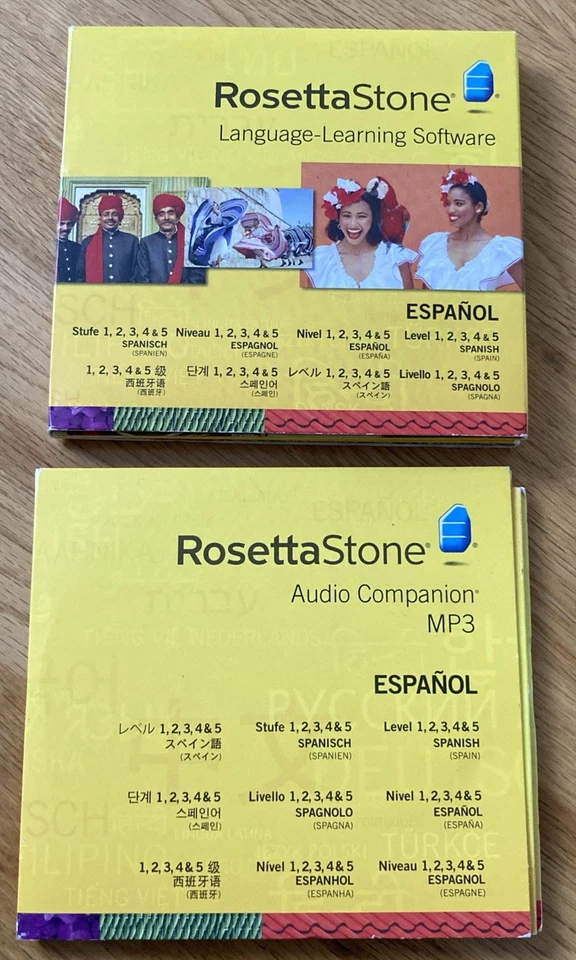 RosettaStone®
Language-Learning Software
ESPAÑOL
Stufe 1, 2, 3, 4 & 5
SPANISCH
(SPANIEN)
Niveau 1, 2, 3, 4 & 5
ESPAGNOL
(ESPAGNE)
Nivel 1, 2, 3, 4 & 5
ESPAÑOL
(ESPAÑA)
Level 1, 2, 3, 4 & 5
SPANISH
(SPAIN)
1, 2, 3, 4 & 5 级
西班牙语
(西班牙)
단계 1, 2, 3, 4 & 5
스페인어
(스페인)
レベル 1, 2, 3, 4 & 5
スペイン語
(スペイン)
Livello 1, 2, 3, 4 & 5
SPAGNOLO
(SPAGNA)
RosettaStone®
Audio Companion®
MP3
ESPAÑOL
レベル 1, 2, 3, 4 & 5
スペイン語
(スペイン)
Stufe 1, 2, 3, 4 & 5
SPANISCH
(SPANIEN)
Level 1, 2, 3, 4 & 5
SPANISH
(SPAIN)
단계 1, 2, 3, 4 & 5
스페인어
(스페인)
Livello 1, 2, 3, 4 & 5
SPAGNOLO
(SPAGNA)
Nivel 1, 2, 3, 4 & 5
ESPAÑOL
(ESPAÑA)
1, 2, 3, 4 & 5 级
西班牙语
(西班牙)
Nível 1, 2, 3, 4 & 5
ESPANHOL
(ESPANHA)
Niveau 1, 2, 3, 4 & 5
ESPAGNOL
(ESPAGNE)